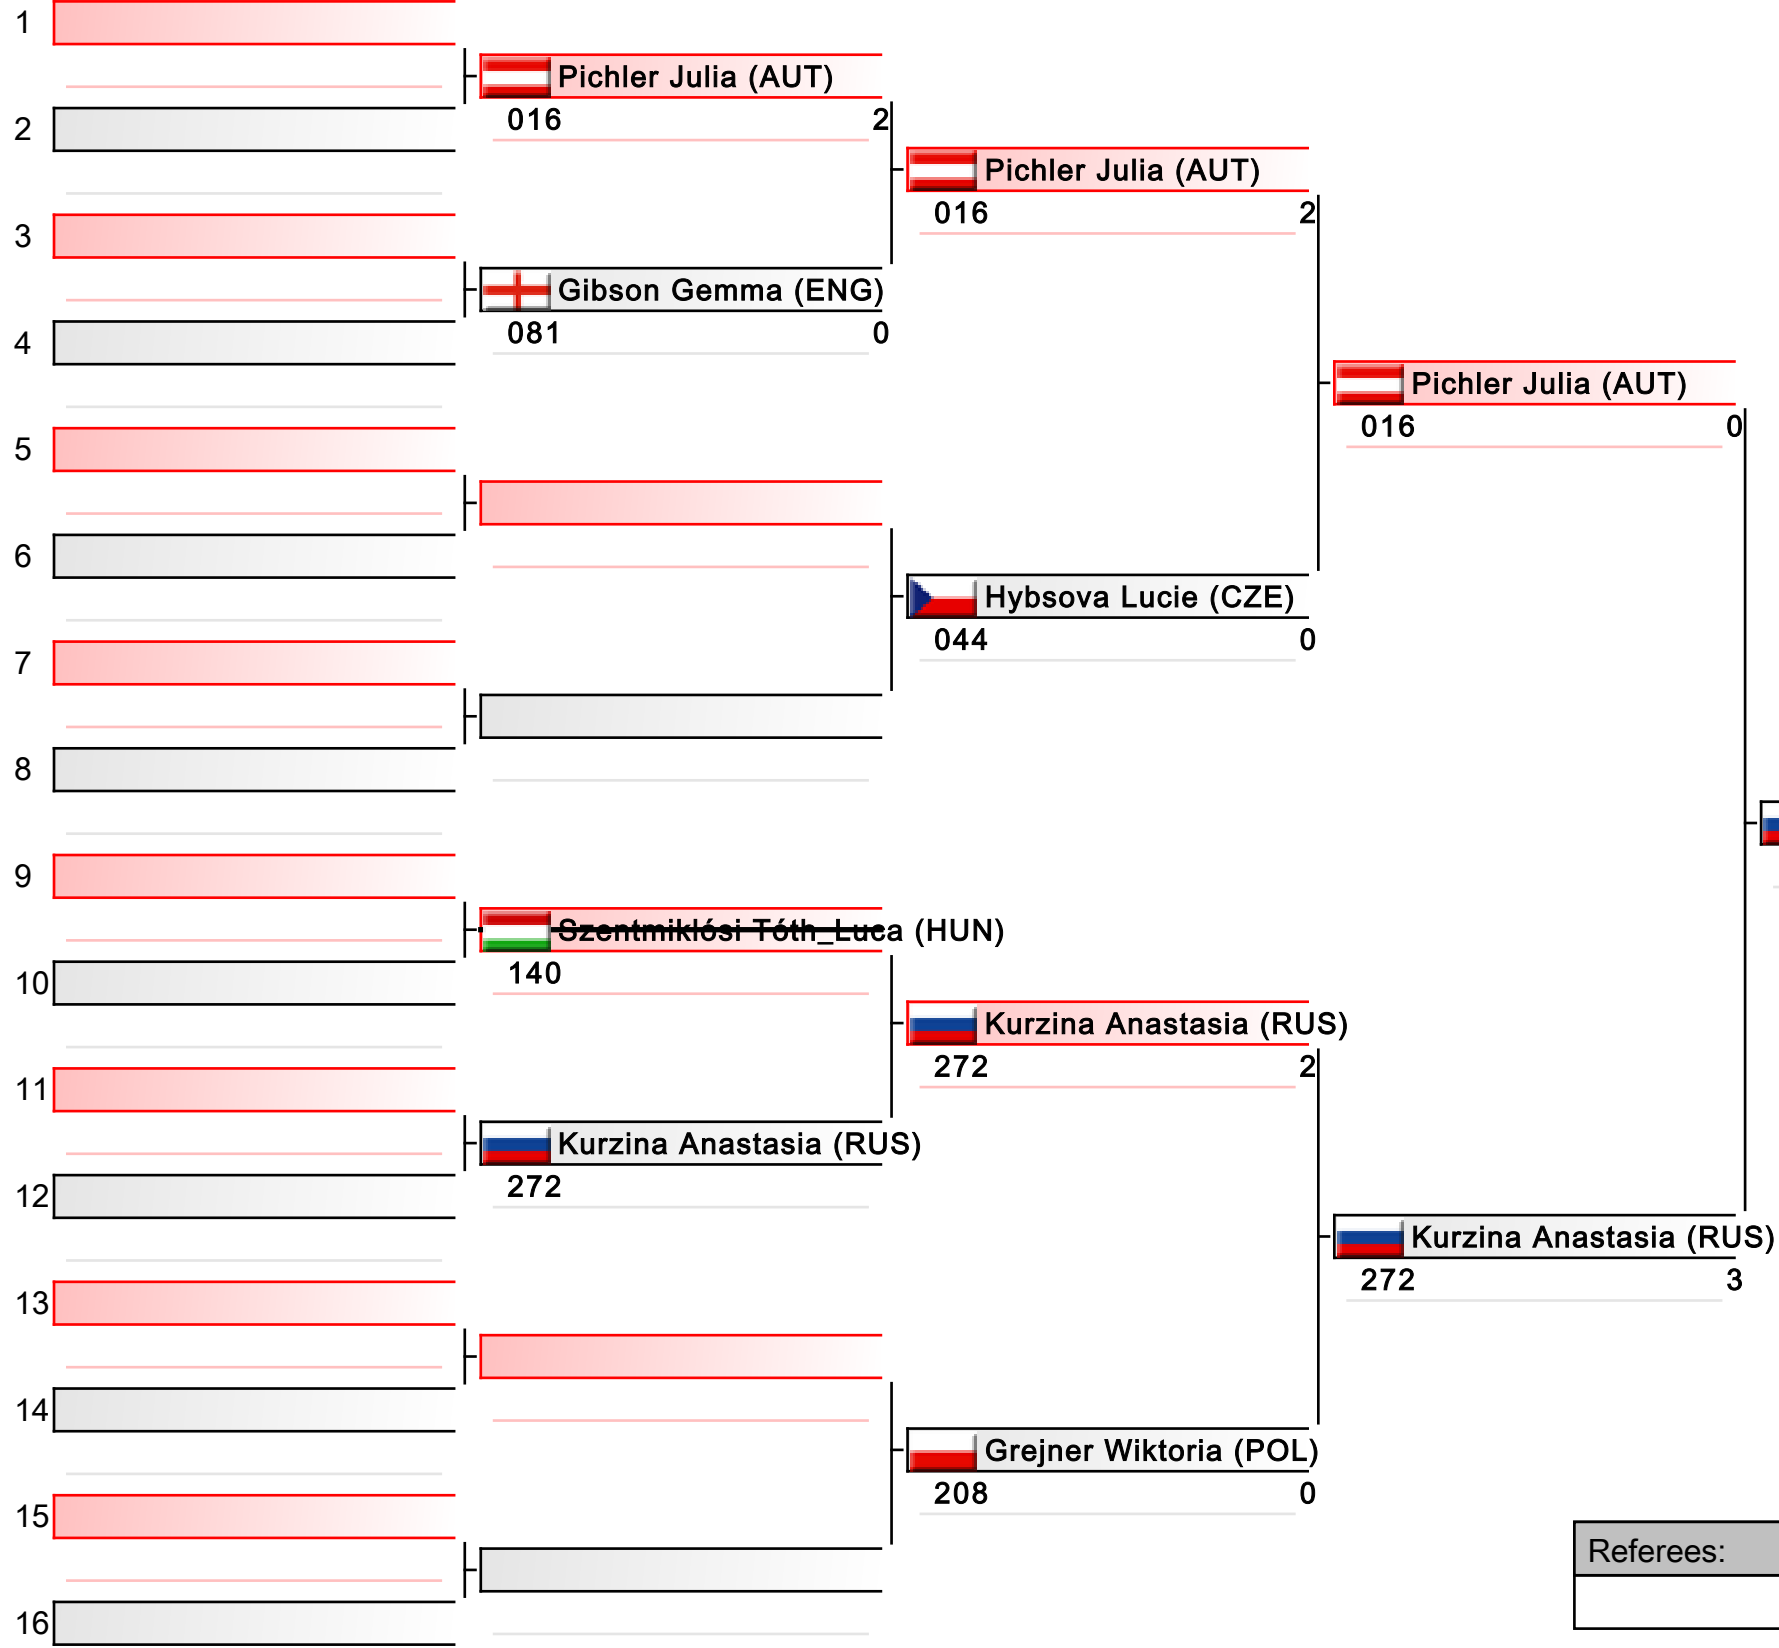 1
Pichler Julia (AUT)
016 2
2
Pichler Julia (AUT)
016 2
3
Gibson Gemma (ENG)
081 0
4
Pichler Julia (AUT)
016 0
5
6
Hybsova Lucie (CZE)
044 0
7
8
9
Szentmiklósi Tóth_Luca (HUN)
140
10
Kurzina Anastasia (RUS)
272 2
11
Kurzina Anastasia (RUS)
272
12
Kurzina Anastasia (RUS)
272 3
13
14
Grejner Wiktoria (POL)
208 0
15
Referees:
16